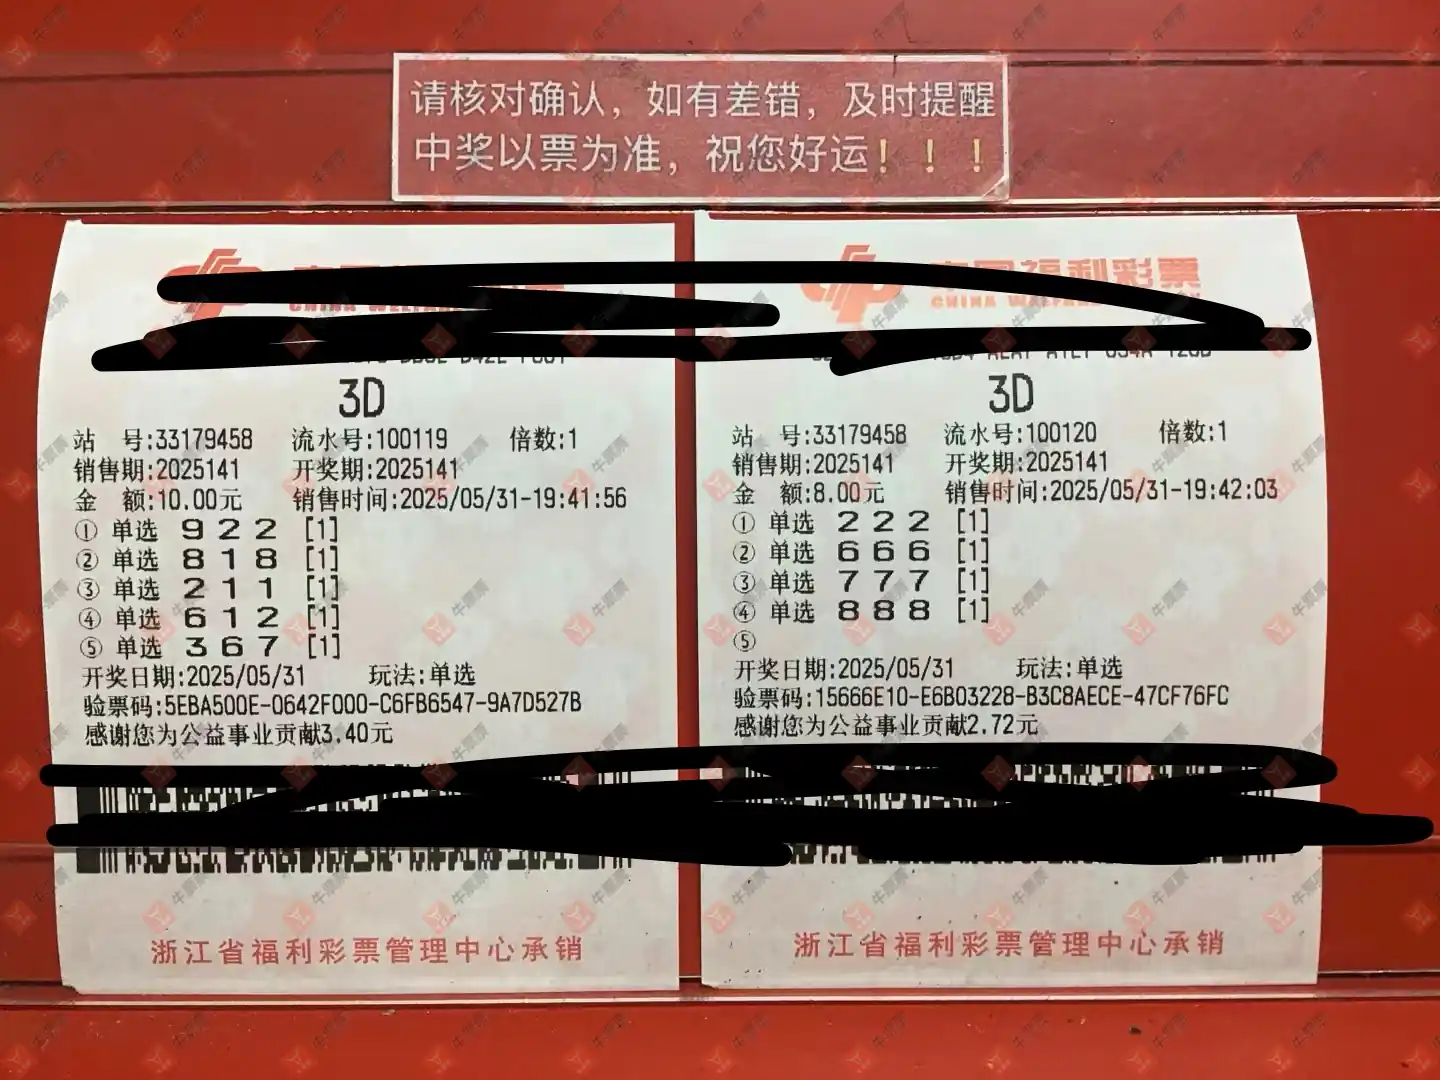 请核对确认，如有差错，及时提醒
中奖以票为准，祝您好运！！！
3D
站 号:33179458 流水号:100119 倍数:1
销售期:2025141 开奖期:2025141
金 额:10.00元 销售时间:2025/05/31-19:41:56
① 单选 9 2 2 [1]
② 单选 8 1 8 [1]
③ 单选 2 1 1 [1]
④ 单选 6 1 2 [1]
⑤ 单选 3 6 7 [1]
开奖日期:2025/05/31 玩法:单选
验票码:5EBA500E-0642F000-C6FB6547-9A7D527B
感谢您为公益事业贡献3.40元
浙江省福利彩票管理中心承销
福利彩票
CHINA
3D
站 号:33179458 流水号:100120 倍数:1
销售期:2025141 开奖期:2025141
金 额:8.00元 销售时间:2025/05/31-19:42:03
① 单选 2 2 2 [1]
② 单选 6 6 6 [1]
③ 单选 7 7 7 [1]
④ 单选 8 8 8 [1]
⑤
开奖日期:2025/05/31 玩法:单选
验票码:15666E10-E6B03228-B3C8AECE-47CF76FC
感谢您为公益事业贡献2.72元
浙江省福利彩票管理中心承销
牛票票